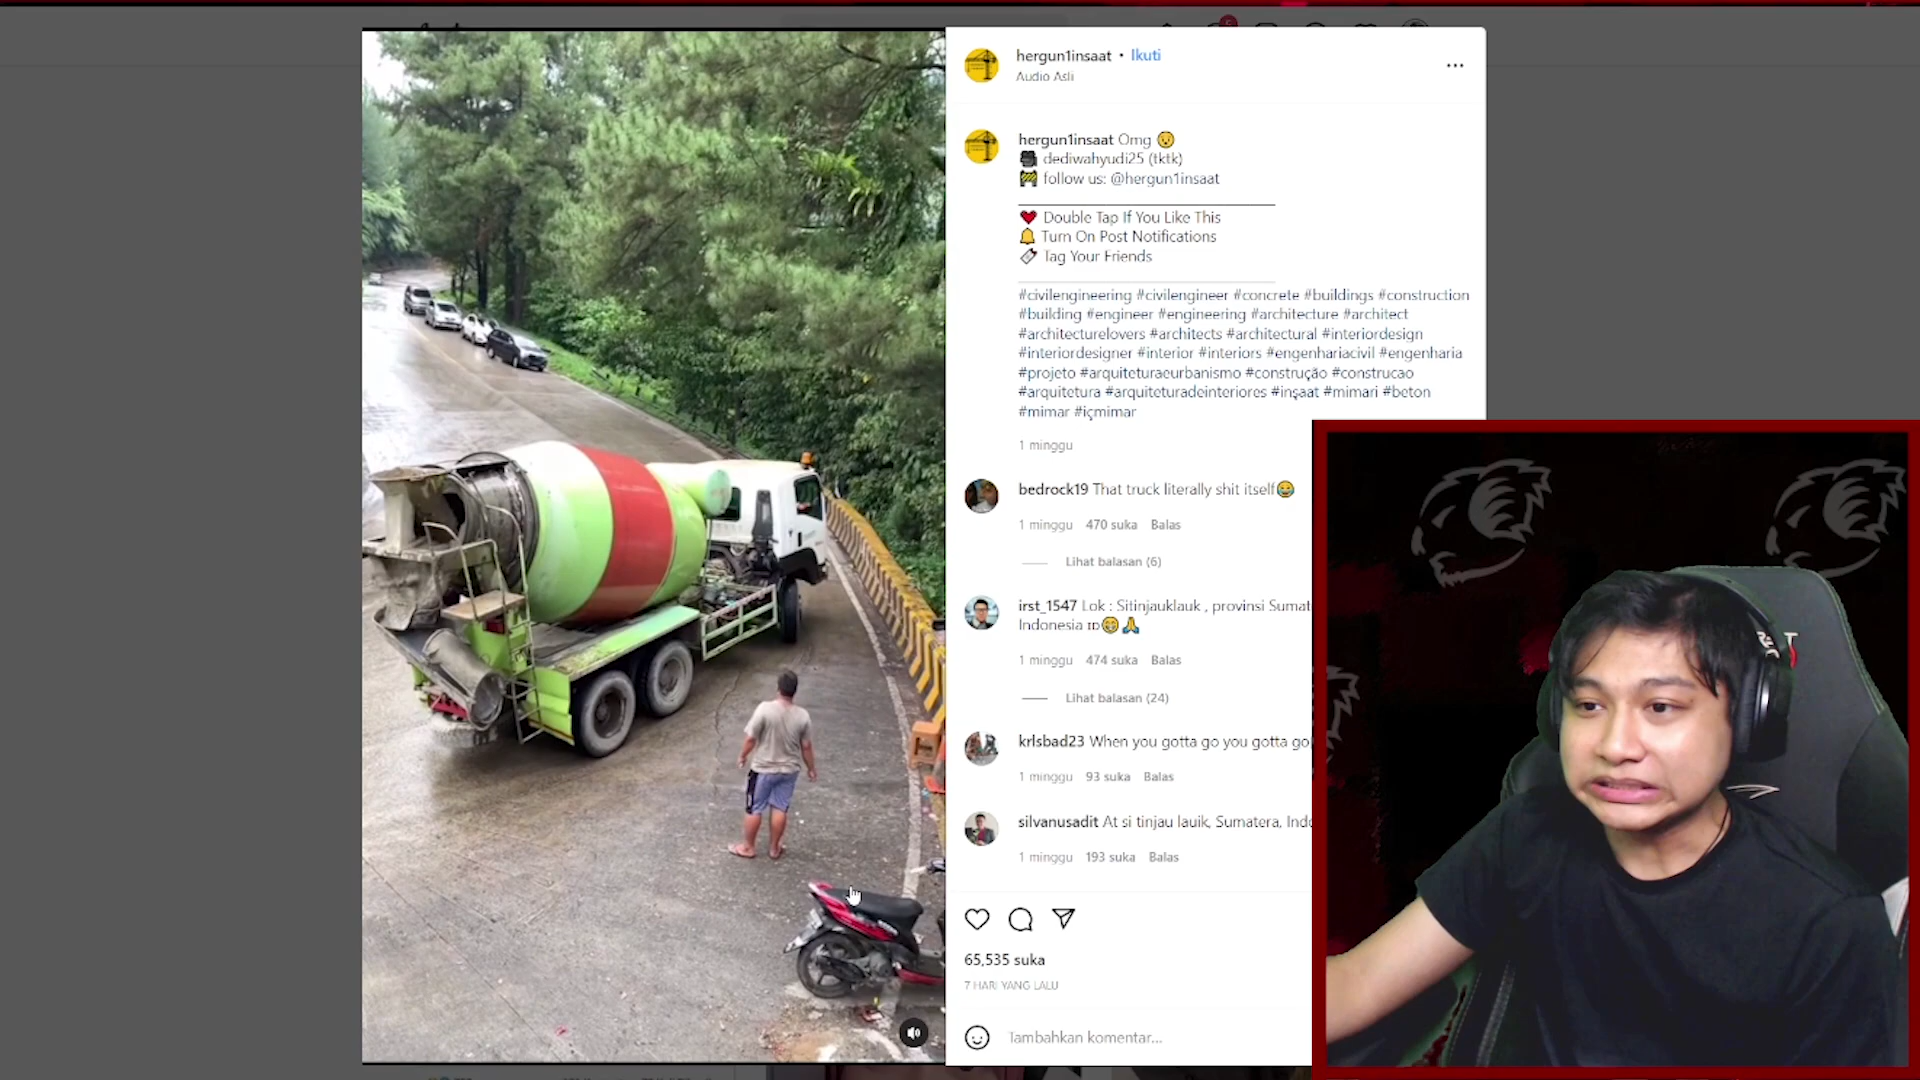 hergun1insaat • Ikuti
Audio Asli
hergun1insaat Omg 😯
dediwahyudi25 (tktk)
follow us: @hergun1insaat
Double Tap If You Like This
Turn On Post Notifications
Tag Your Friends
#civilengineering #civilengineer #concrete #buildings #construction
#building #engineer #engineering #architecture #architect
#architecturelovers #architects #architectural #interiordesign
#interiordesigner #interior #interiors #engenhariacivil #engenharia
#projeto #arquiteturaeurbanismo #construção #construcao
#arquitetura #arquiteturadeinteriores #inşaat #mimari #beton
#mimar #içmimar
1 minggu
bedrock19 That truck literally shit itself😂
1 minggu 470 suka Balas
Lihat balasan (6)
irst_1547 Lok : Sitinjauklauk , provinsi Sumat
Indonesia ID😁🙏
1 minggu 474 suka Balas
Lihat balasan (24)
krlsbad23 When you gotta go you gotta go
1 minggu 93 suka Balas
silvanusadit At si tinjau lauik, Sumatera, Indo
1 minggu 193 suka Balas
65,535 suka
7 HARI YANG LALU
Tambahkan komentar...